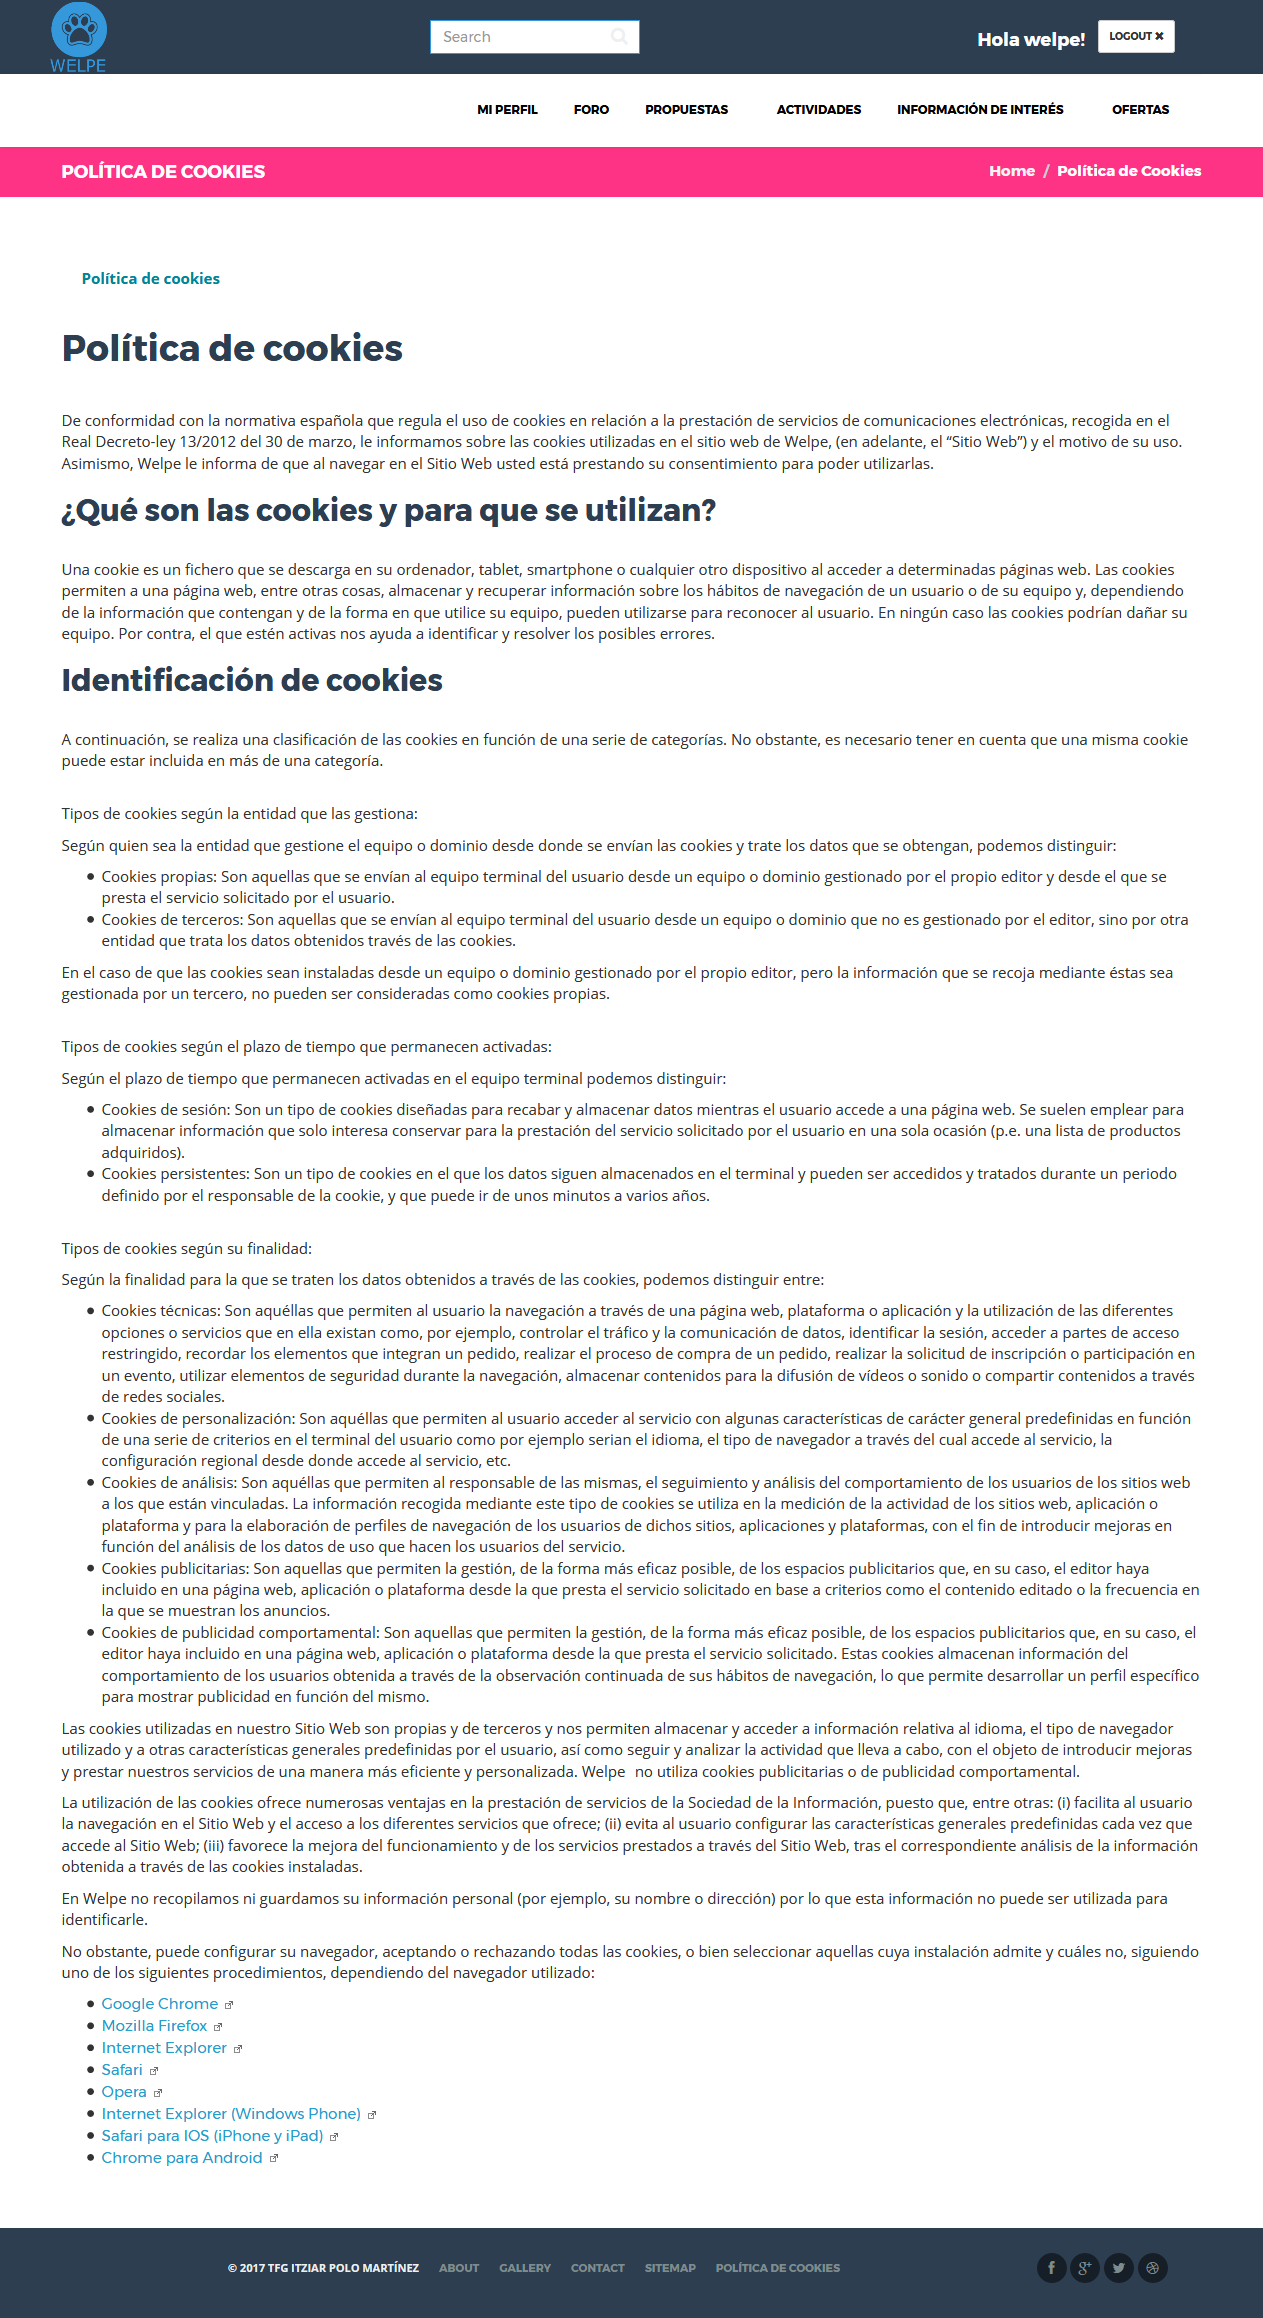 WELPE
Search
Hola welpe!
LOGOUT ✖
MI PERFIL
FORO
PROPUESTAS
ACTIVIDADES
INFORMACIÓN DE INTERÉS
OFERTAS
POLÍTICA DE COOKIES
Home / Política de Cookies
Política de cookies
Política de cookies
De conformidad con la normativa española que regula el uso de cookies en relación a la prestación de servicios de comunicaciones electrónicas, recogida en el
Real Decreto-ley 13/2012 del 30 de marzo, le informamos sobre las cookies utilizadas en el sitio web de Welpe, (en adelante, el “Sitio Web”) y el motivo de su uso.
Asimismo, Welpe le informa de que al navegar en el Sitio Web usted está prestando su consentimiento para poder utilizarlas.
¿Qué son las cookies y para que se utilizan?
Una cookie es un fichero que se descarga en su ordenador, tablet, smartphone o cualquier otro dispositivo al acceder a determinadas páginas web. Las cookies
permiten a una página web, entre otras cosas, almacenar y recuperar información sobre los hábitos de navegación de un usuario o de su equipo y, dependiendo
de la información que contengan y de la forma en que utilice su equipo, pueden utilizarse para reconocer al usuario. En ningún caso las cookies podrían dañar su
equipo. Por contra, el que estén activas nos ayuda a identificar y resolver los posibles errores.
Identificación de cookies
A continuación, se realiza una clasificación de las cookies en función de una serie de categorías. No obstante, es necesario tener en cuenta que una misma cookie
puede estar incluida en más de una categoría.
Tipos de cookies según la entidad que las gestiona:
Según quien sea la entidad que gestione el equipo o dominio desde donde se envían las cookies y trate los datos que se obtengan, podemos distinguir:
● Cookies propias: Son aquellas que se envían al equipo terminal del usuario desde un equipo o dominio gestionado por el propio editor y desde el que se
presta el servicio solicitado por el usuario.
● Cookies de terceros: Son aquellas que se envían al equipo terminal del usuario desde un equipo o dominio que no es gestionado por el editor, sino por otra
entidad que trata los datos obtenidos través de las cookies.
En el caso de que las cookies sean instaladas desde un equipo o dominio gestionado por el propio editor, pero la información que se recoja mediante éstas sea
gestionada por un tercero, no pueden ser consideradas como cookies propias.
Tipos de cookies según el plazo de tiempo que permanecen activadas:
Según el plazo de tiempo que permanecen activadas en el equipo terminal podemos distinguir:
● Cookies de sesión: Son un tipo de cookies diseñadas para recabar y almacenar datos mientras el usuario accede a una página web. Se suelen emplear para
almacenar información que solo interesa conservar para la prestación del servicio solicitado por el usuario en una sola ocasión (p.e. una lista de productos
adquiridos).
● Cookies persistentes: Son un tipo de cookies en el que los datos siguen almacenados en el terminal y pueden ser accedidos y tratados durante un periodo
definido por el responsable de la cookie, y que puede ir de unos minutos a varios años.
Tipos de cookies según su finalidad:
Según la finalidad para la que se traten los datos obtenidos a través de las cookies, podemos distinguir entre:
● Cookies técnicas: Son aquéllas que permiten al usuario la navegación a través de una página web, plataforma o aplicación y la utilización de las diferentes
opciones o servicios que en ella existan como, por ejemplo, controlar el tráfico y la comunicación de datos, identificar la sesión, acceder a partes de acceso
restringido, recordar los elementos que integran un pedido, realizar el proceso de compra de un pedido, realizar la solicitud de inscripción o participación en
un evento, utilizar elementos de seguridad durante la navegación, almacenar contenidos para la difusión de vídeos o sonido o compartir contenidos a través
de redes sociales.
● Cookies de personalización: Son aquéllas que permiten al usuario acceder al servicio con algunas características de carácter general predefinidas en función
de una serie de criterios en el terminal del usuario como por ejemplo serian el idioma, el tipo de navegador a través del cual accede al servicio, la
configuración regional desde donde accede al servicio, etc.
● Cookies de análisis: Son aquéllas que permiten al responsable de las mismas, el seguimiento y análisis del comportamiento de los usuarios de los sitios web
a los que están vinculadas. La información recogida mediante este tipo de cookies se utiliza en la medición de la actividad de los sitios web, aplicación o
plataforma y para la elaboración de perfiles de navegación de los usuarios de dichos sitios, aplicaciones y plataformas, con el fin de introducir mejoras en
función del análisis de los datos de uso que hacen los usuarios del servicio.
● Cookies publicitarias: Son aquellas que permiten la gestión, de la forma más eficaz posible, de los espacios publicitarios que, en su caso, el editor haya
incluido en una página web, aplicación o plataforma desde la que presta el servicio solicitado en base a criterios como el contenido editado o la frecuencia en
la que se muestran los anuncios.
● Cookies de publicidad comportamental: Son aquellas que permiten la gestión, de la forma más eficaz posible, de los espacios publicitarios que, en su caso, el
editor haya incluido en una página web, aplicación o plataforma desde la que presta el servicio solicitado. Estas cookies almacenan información del
comportamiento de los usuarios obtenida a través de la observación continuada de sus hábitos de navegación, lo que permite desarrollar un perfil específico
para mostrar publicidad en función del mismo.
Las cookies utilizadas en nuestro Sitio Web son propias y de terceros y nos permiten almacenar y acceder a información relativa al idioma, el tipo de navegador
utilizado y a otras características generales predefinidas por el usuario, así como seguir y analizar la actividad que lleva a cabo, con el objeto de introducir mejoras
y prestar nuestros servicios de una manera más eficiente y personalizada. Welpe no utiliza cookies publicitarias o de publicidad comportamental.
La utilización de las cookies ofrece numerosas ventajas en la prestación de servicios de la Sociedad de la Información, puesto que, entre otras: (i) facilita al usuario
la navegación en el Sitio Web y el acceso a los diferentes servicios que ofrece; (ii) evita al usuario configurar las características generales predefinidas cada vez que
accede al Sitio Web; (iii) favorece la mejora del funcionamiento y de los servicios prestados a través del Sitio Web, tras el correspondiente análisis de la información
obtenida a través de las cookies instaladas.
En Welpe no recopilamos ni guardamos su información personal (por ejemplo, su nombre o dirección) por lo que esta información no puede ser utilizada para
identificarle.
No obstante, puede configurar su navegador, aceptando o rechazando todas las cookies, o bien seleccionar aquellas cuya instalación admite y cuáles no, siguiendo
uno de los siguientes procedimientos, dependiendo del navegador utilizado:
● Google Chrome
● Mozilla Firefox
● Internet Explorer
● Safari
● Opera
● Internet Explorer (Windows Phone)
● Safari para IOS (iPhone y iPad)
● Chrome para Android
© 2017 TFG ITZIAR POLO MARTÍNEZ
ABOUT
GALLERY
CONTACT
SITEMAP
POLÍTICA DE COOKIES